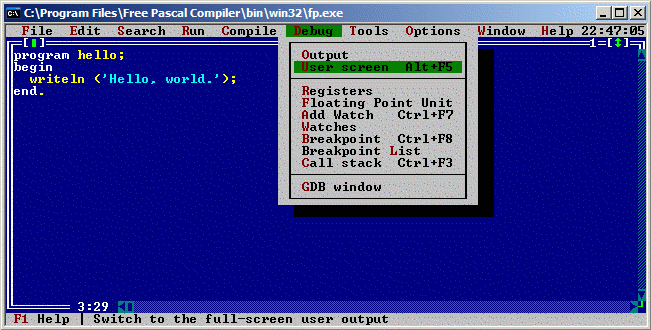 C:\Program Files\Free Pascal Compiler\bin\win32\fp.exe
File Edit Search Run Compile Debug Tools Options Window Help 22:47:05
1
program hello;
begin
writeln ('Hello, world.');
end.
Output
User screen Alt+F5
Registers
Floating Point Unit
Add Watch Ctrl+F7
Watches
Breakpoint Ctrl+F8
Breakpoint List
Call stack Ctrl+F3
GDB window
3:29
F1 Help | Switch to the full-screen user output